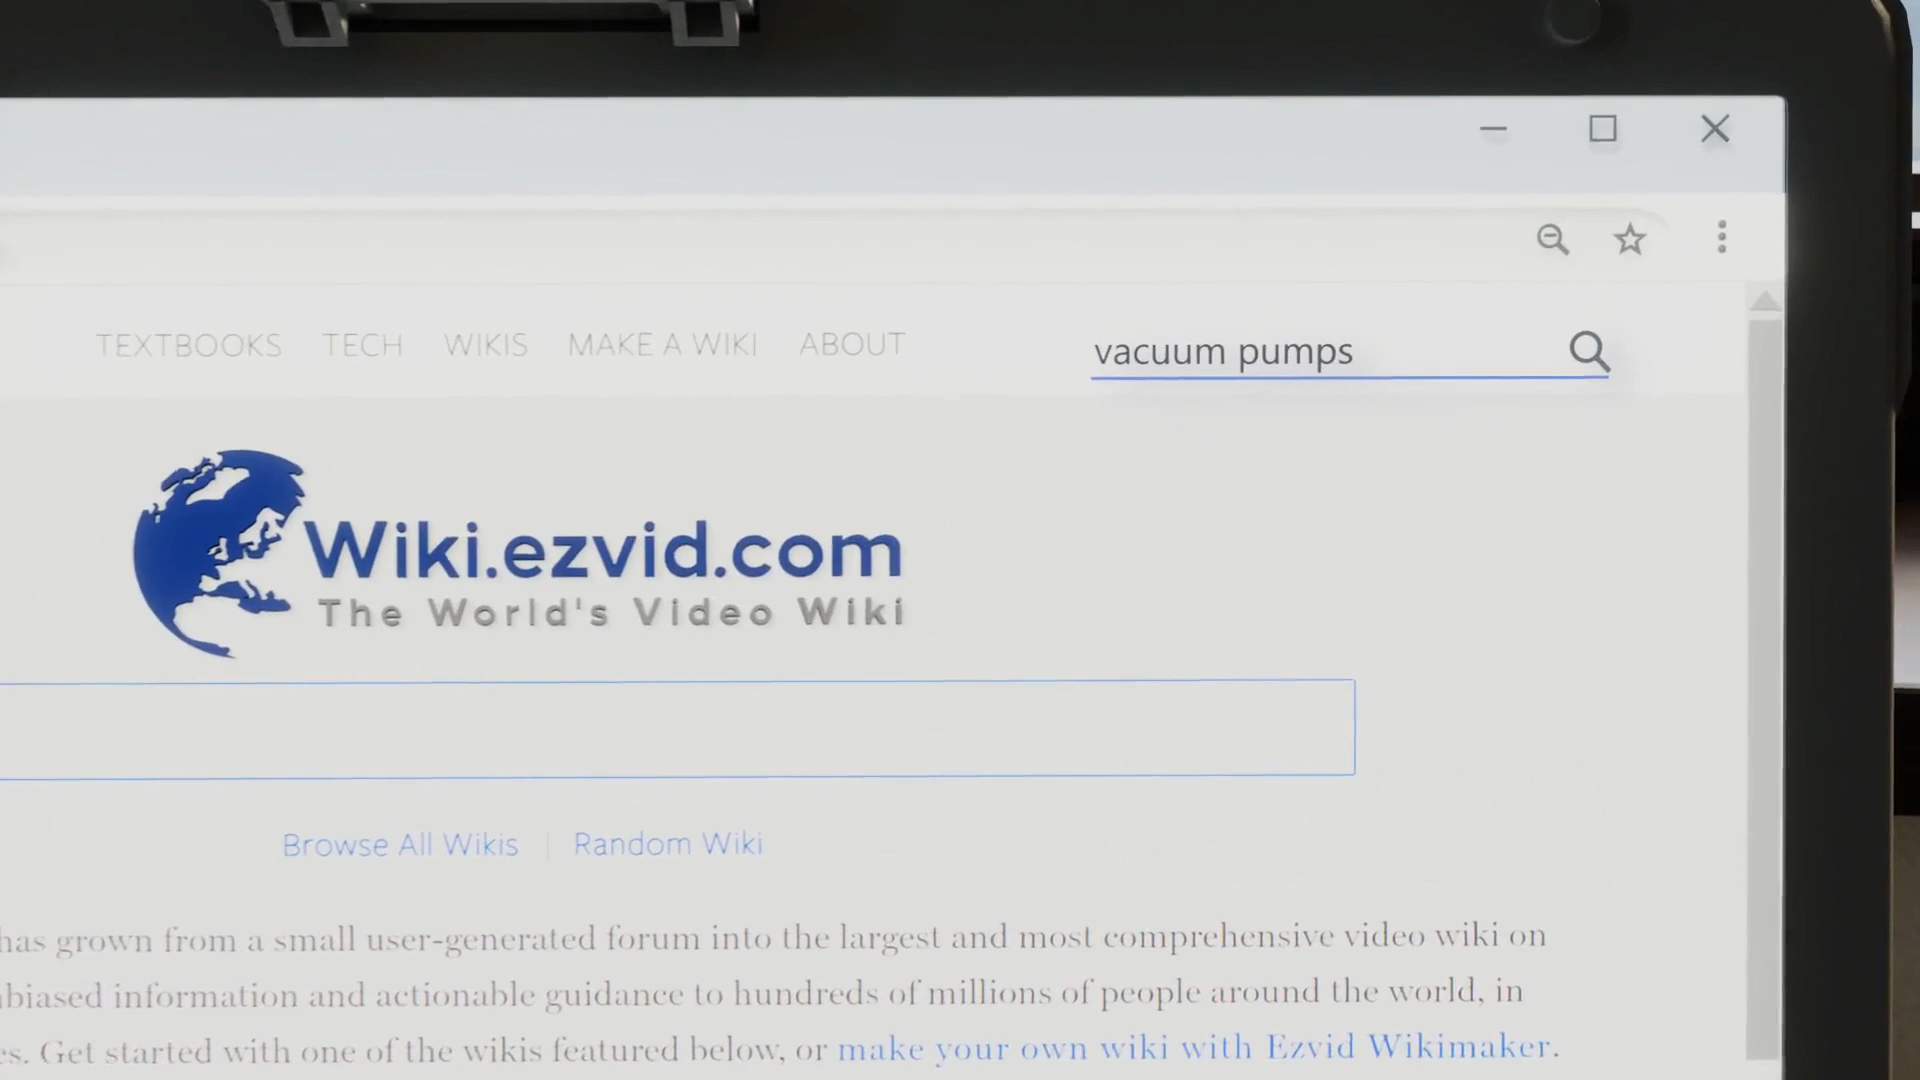 TEXTBOOKS TECH WIKIS MAKE A WIKI ABOUT
vacuum pumps
Wiki.ezvid.com
The World's Video Wiki
Browse All Wikis Random Wiki
has grown from a small user-generated forum into the largest and most comprehensive video wiki on
information and actionable guidance to hundreds of millions of people around the world, in
Get started with one of the wikis featured below, or make your own wiki with Ezvid Wikimaker.